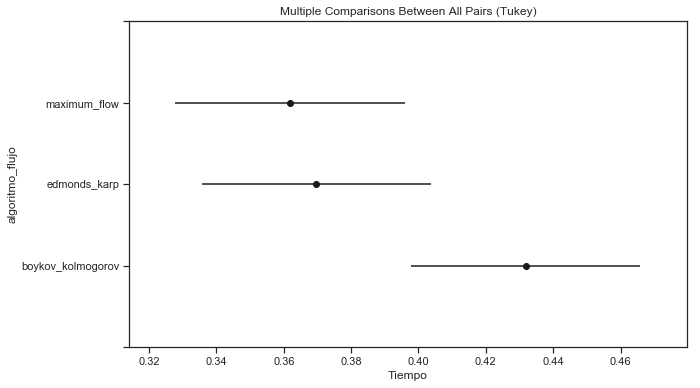 Multiple Comparisons Between All Pairs (Tukey)
maximum_flow
edmonds_karp
boykov_kolmogorov
algoritmo_flujo
0.32 0.34 0.36 0.38 0.40 0.42 0.44 0.46
Tiempo